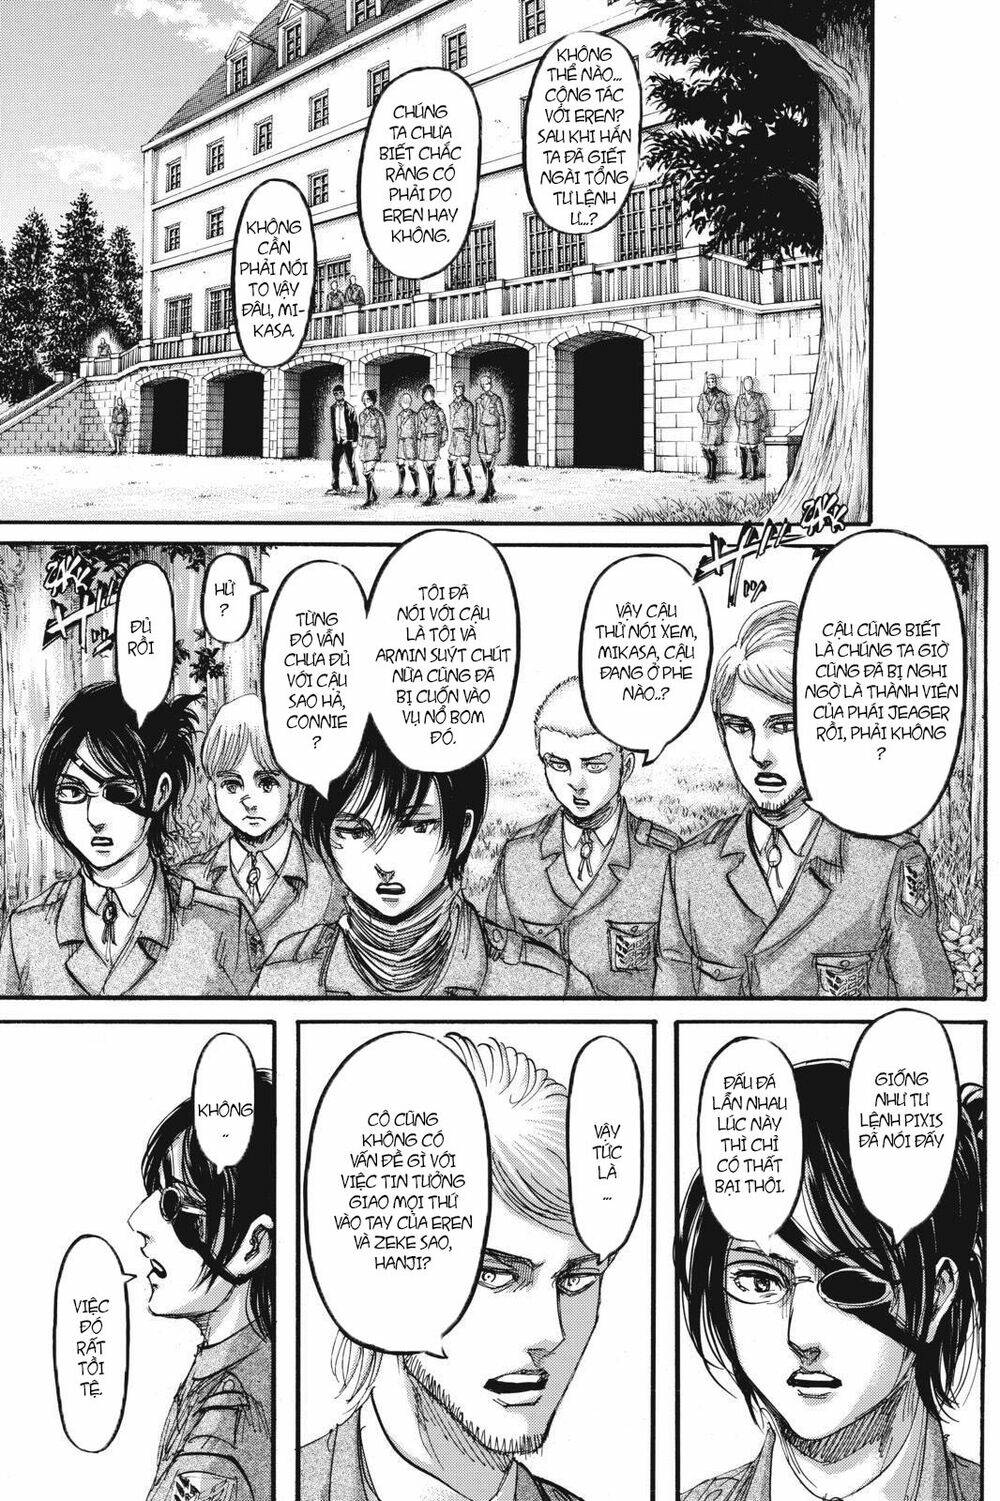 KHÔNG
THỂ NÀO...
CỘNG TÁC
VỚI EREN?
SAU KHI HẮN
TA ĐÃ GIẾT
NGÀI TỔNG
TƯ LỆNH
Ư...?
CHÚNG
TA CHƯA
BIẾT CHẮC
RẰNG CÓ
PHẢI DO
EREN HAY
KHÔNG.
KHÔNG
CẦN
PHẢI NÓI
TO VẬY
ĐÂU, MI-
KASA.
CẬU CŨNG BIẾT
LÀ CHÚNG TA GIỜ
CŨNG ĐÃ BỊ NGHI
NGỜ LÀ THÀNH VIÊN
CỦA PHÁI JEAGER
RỒI, PHẢI KHÔNG
?
VẬY CẬU
THỬ NÓI XEM,
MIKASA, CẬU
ĐANG Ở PHE
NÀO..?
TÔI ĐÃ
NÓI VỚI CẬU
LÀ TÔI VÀ
ARMIN SUÝT CHÚT
NỮA CŨNG ĐÃ
BỊ CUỐN VÀO
VỤ NỔ BOM
ĐÓ.
TỪNG
ĐÓ VẪN
CHƯA ĐỦ
VỚI CẬU
SAO HẢ,
CONNIE
?
HỬ
?
ĐỦ
RỒI
GIỐNG
NHƯ TƯ
LỆNH PIXIS
ĐÃ NÓI ĐẤY
ĐẤU ĐÁ
LẪN NHAU
LÚC NÀY
THÌ CHỈ
CÓ THẤT
BẠI THÔI.
VẬY
TỨC
LÀ
...
CÔ CŨNG
KHÔNG CÓ
VẤN ĐỀ GÌ VỚI
VIỆC TIN TƯỞNG
GIAO MỌI THỨ
VÀO TAY CỦA EREN
VÀ ZEKE SAO,
HANJI?
KHÔNG
..
VIỆC
ĐÓ
RẤT
TỒI
TỆ.